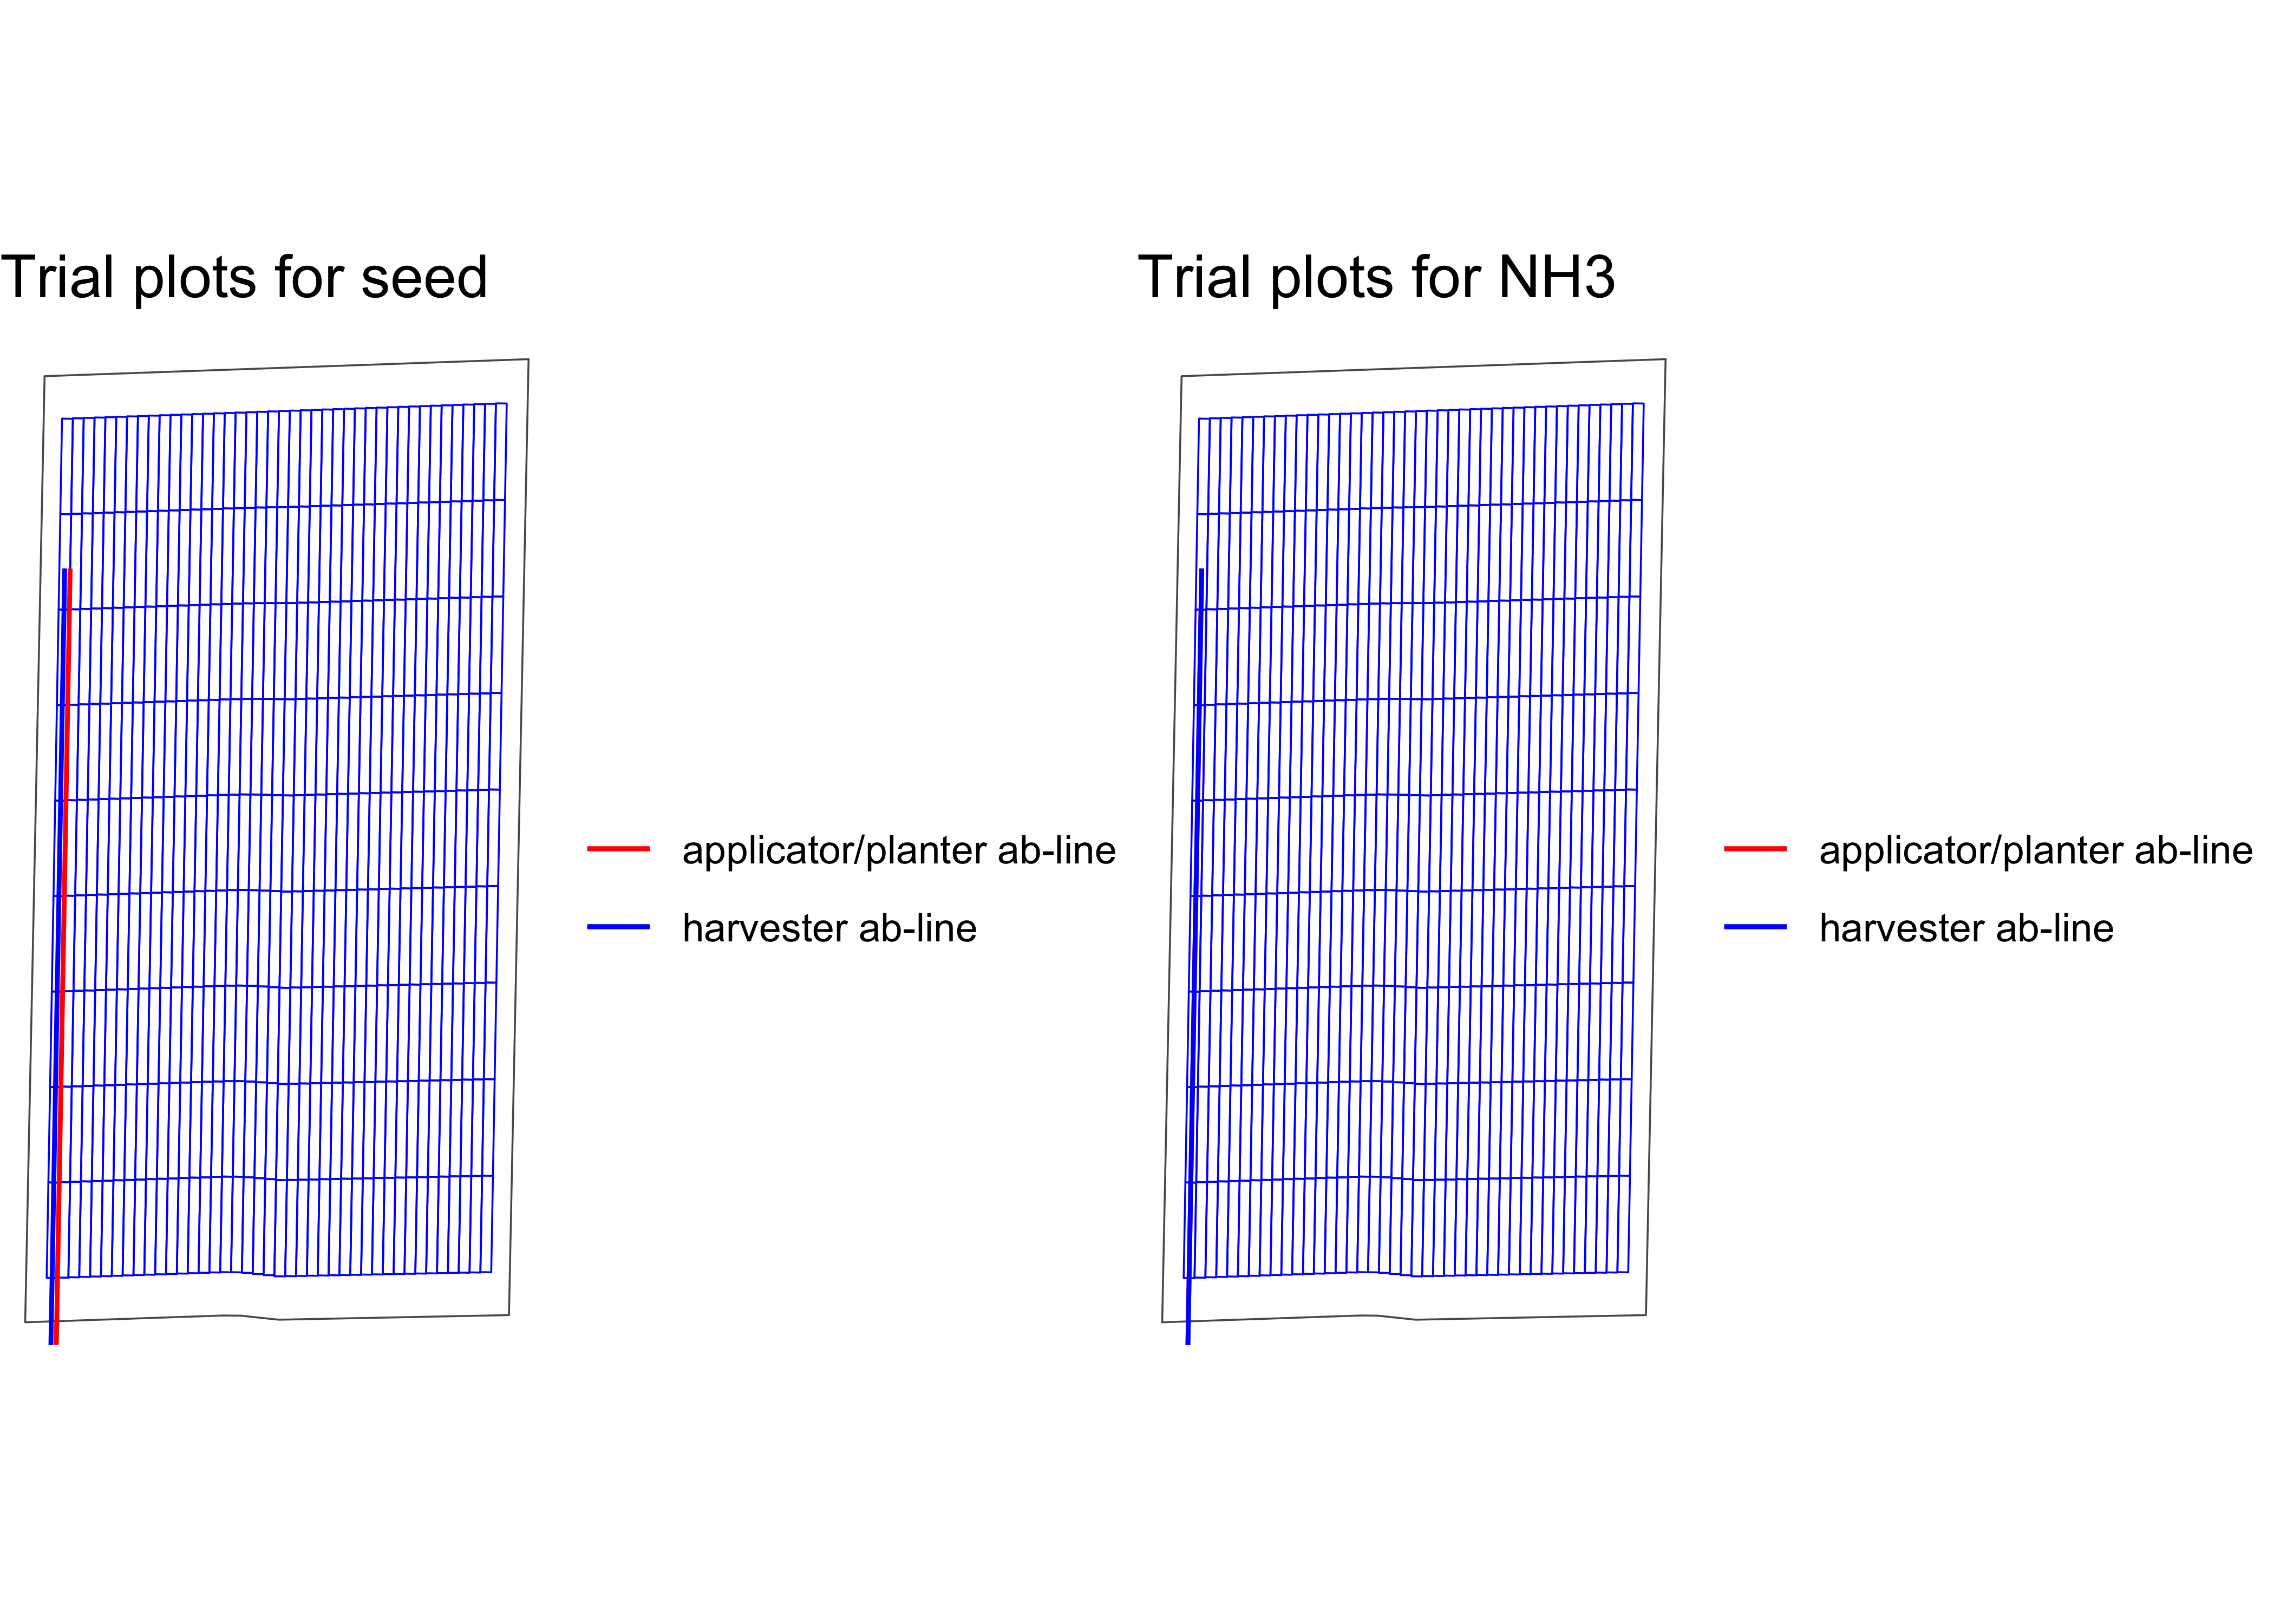 Trial plots for seed
applicator/planter ab-line
harvester ab-line
Trial plots for NH3
applicator/planter ab-line
harvester ab-line